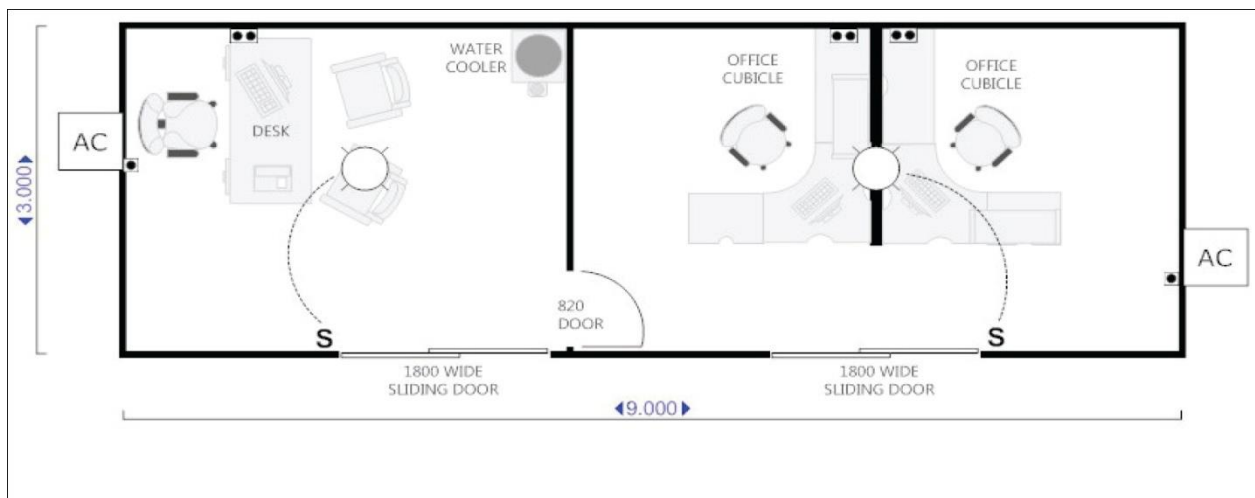 WATER
COOLER
OFFICE
CUBICLE
OFFICE
CUBICLE
DESK
AC
3.000
820
DOOR
AC
S
S
1800 WIDE
SLIDING DOOR
1800 WIDE
SLIDING DOOR
9.000